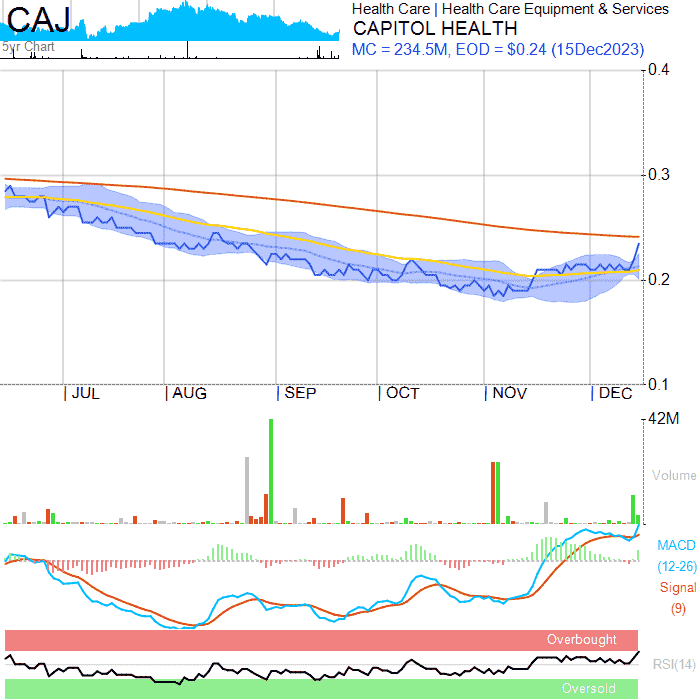 CAJ
5yr Chart
Health Care | Health Care Equipment & Services
CAPITOL HEALTH
MC = 234.5M, EOD = $0.24 (15Dec2023)
0.4
0.3
0.2
0.1
JUL AUG SEP OCT NOV DEC
42M
Volume
MACD
(12-26)
Signal
(9)
Overbought
RSI(14)
Oversold